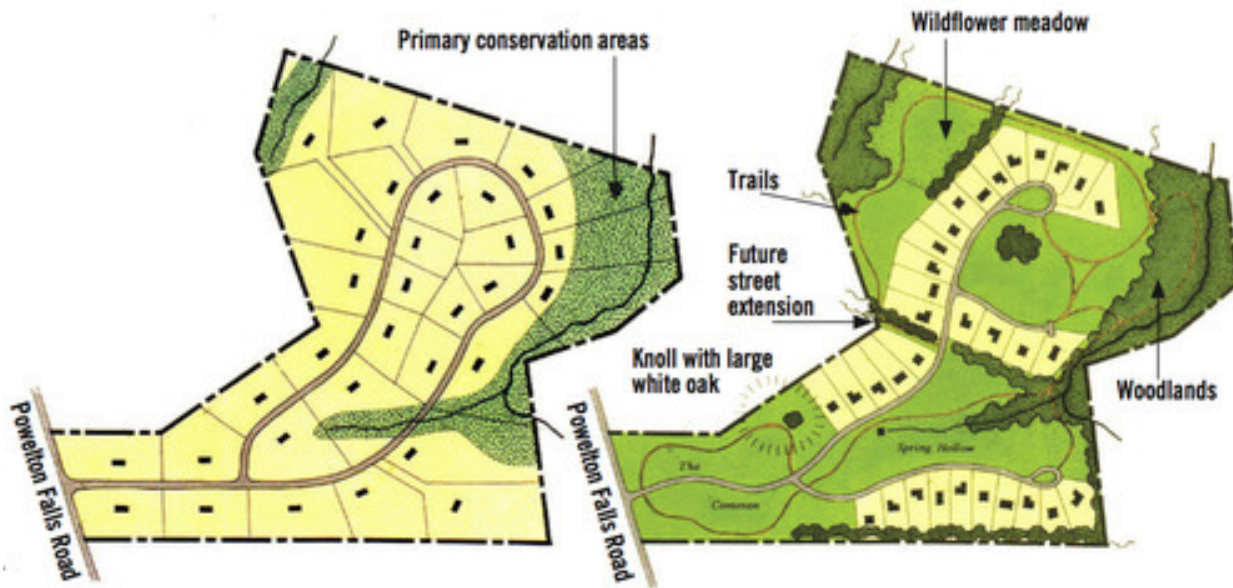 Primary conservation areas
Powelton Falls Road
Wildflower meadow
Trails
Future
street
extension
Knoll with large
white oak
Woodlands
Spring Hollow
The
Common
Powelton Falls Road